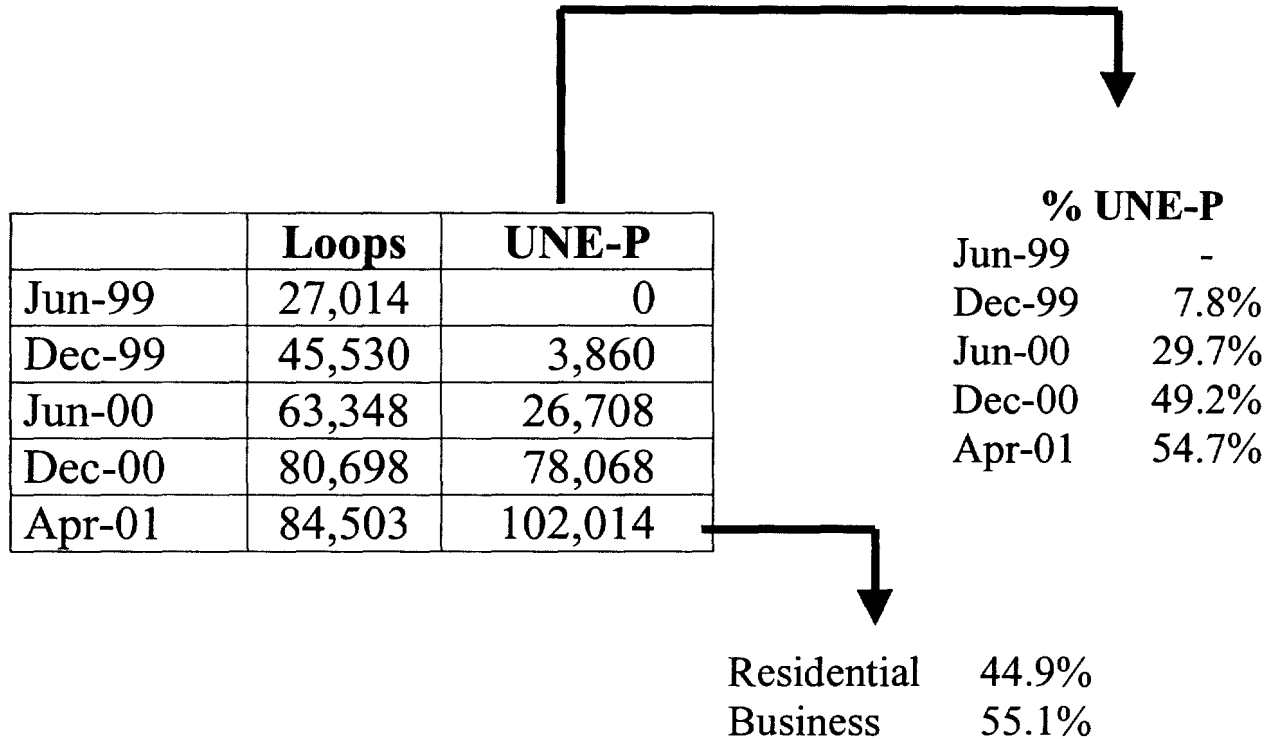 Loops UNE-P
Jun-99 27,014 0
Dec-99 45,530 3,860
Jun-00 63,348 26,708
Dec-00 80,698 78,068
Apr-01 84,503 102,014
% UNE-P
Jun-99 -
Dec-99 7.8%
Jun-00 29.7%
Dec-00 49.2%
Apr-01 54.7%
Residential 44.9%
Business 55.1%